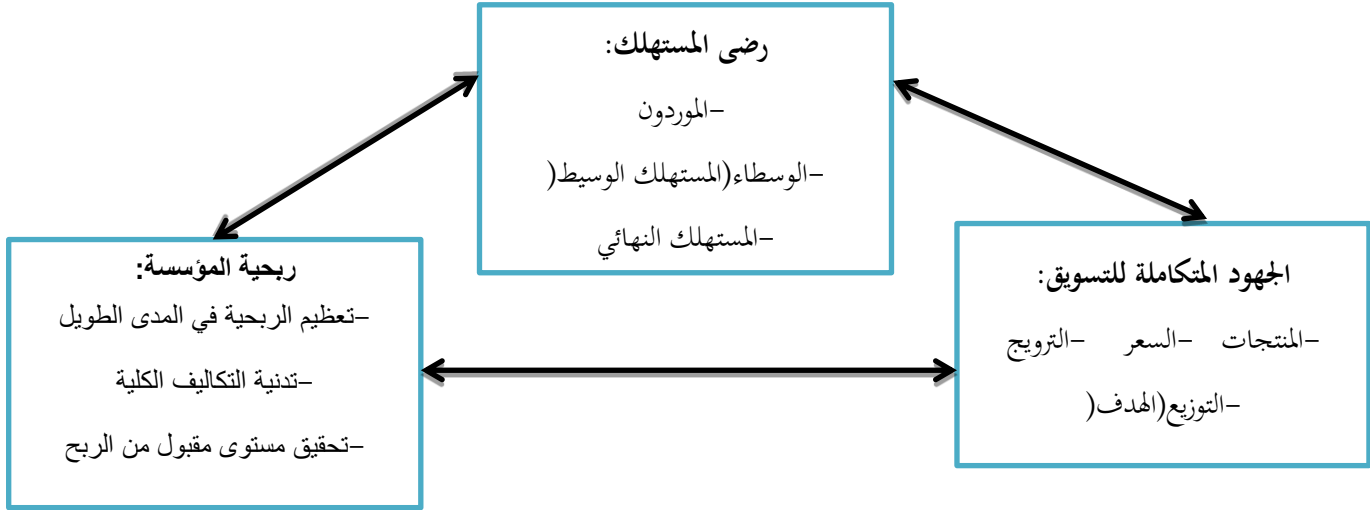 رضى المستهلك:
-الموردون
-الوسطاء(المستهلك الوسيط(
-المستهلك النهائي
الجهود المتكاملة للتسويق:
-المنتجات -السعر -الترويج
-التوزيع(الهدف(
ربحية المؤسسة:
-تعظيم الربحية في المدى الطويل
-تدنية التكاليف الكلية
-تحقيق مستوى مقبول من الربح